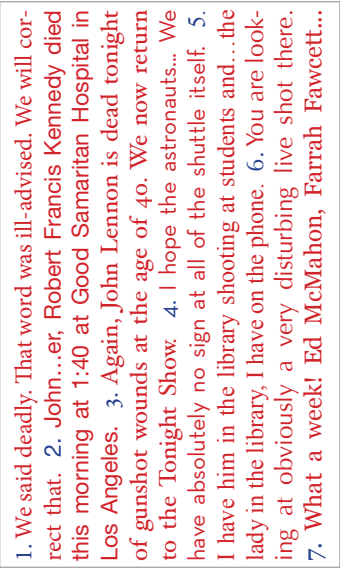 1. We said deadly. That word was ill-advised. We will cor-
rect that. 2. John...er, Robert Francis Kennedy died
this morning at 1:40 at Good Samaritan Hospital in
Los Angeles. 3. Again, John Lennon is dead tonight
of gunshot wounds at the age of 40. We now return
to the Tonight Show. 4. I hope the astronauts... We
have absolutely no sign at all of the shuttle itself. 5.
I have him in the library shooting at students and...the
lady in the library, I have on the phone. 6. You are look-
ing at obviously a very disturbing live shot there.
7. What a week! Ed McMahon, Farrah Fawcett...